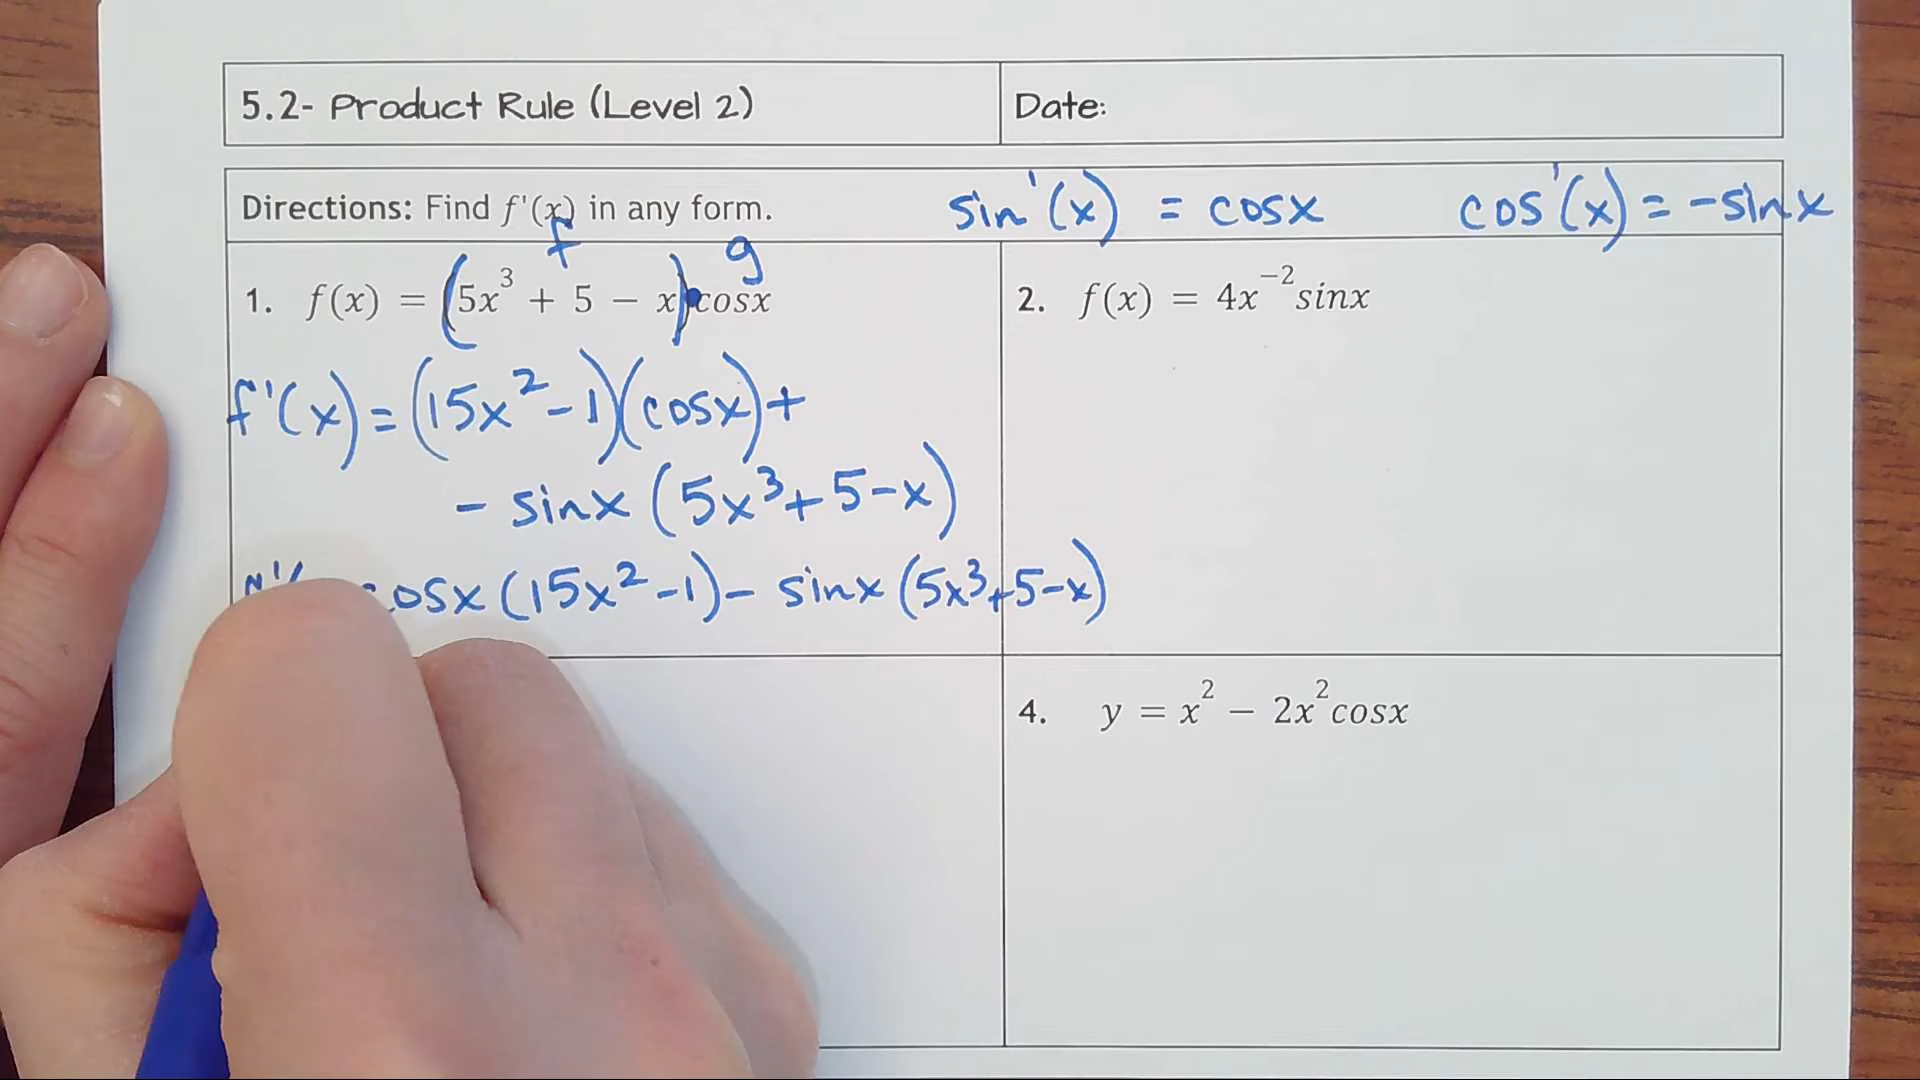 5.2- Product Rule (Level 2)
Date:
Directions: Find f'(x) in any form.
sin'(x) = cosx
cos'(x) = -sinx
f
g
1. f(x) = (5x³ + 5 − x)•cosx
f'(x) = (15x² - 1)(cosx) +
- sinx (5x³ + 5 - x)
cosx (15x² - 1) - sinx (5x³ + 5 - x)
2. f(x) = 4x⁻² sinx
4. y = x² − 2x² cosx